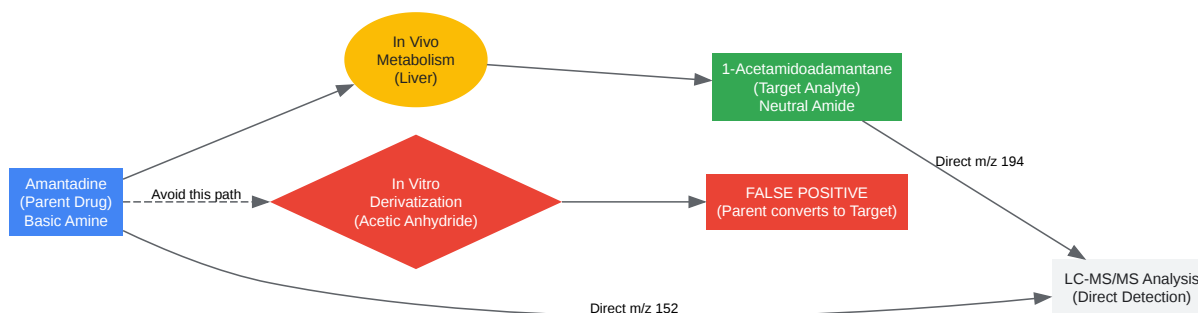 In Vivo
Metabolism
(Liver)
1-Acetamidoadamantane
(Target Analyte)
Neutral Amide
Direct m/z 194
Amantadine
(Parent Drug)
Basic Amine
Avoid this path
In Vitro
Derivatization
(Acetic Anhydride)
FALSE POSITIVE
(Parent converts to Target)
LC-MS/MS Analysis
(Direct Detection)
Direct m/z 152